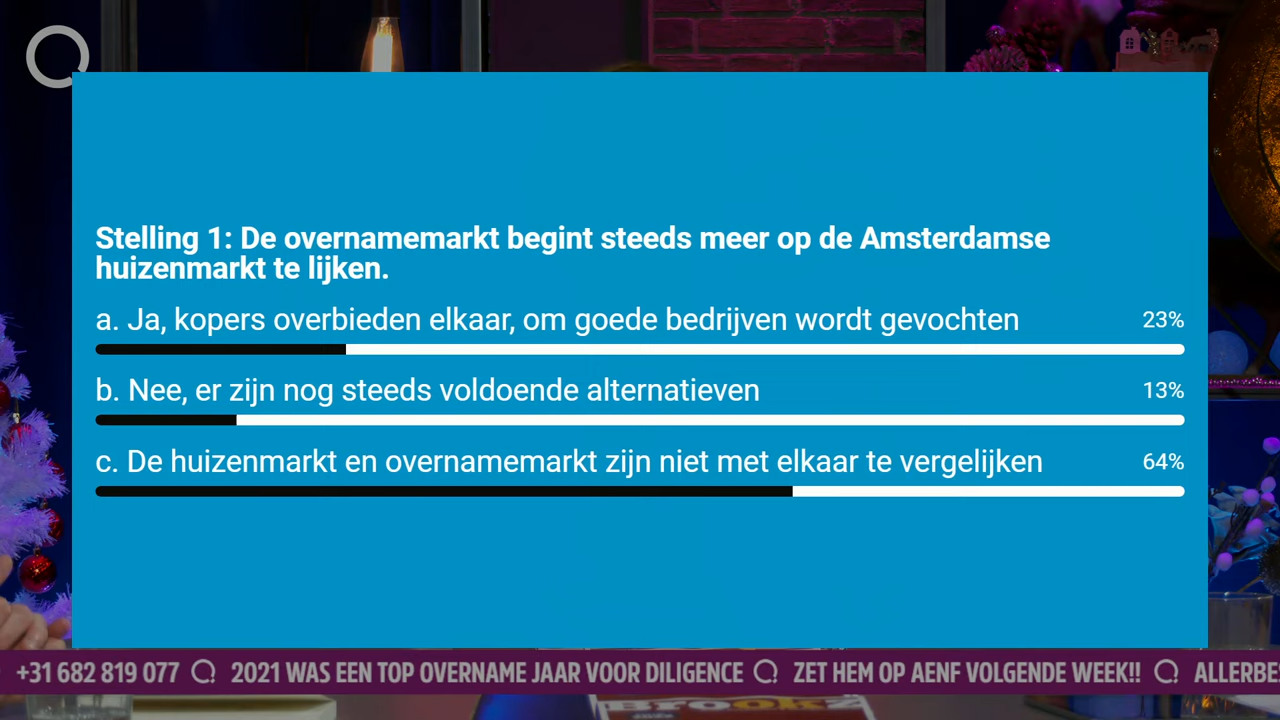 Stelling 1: De overnamemarkt begint steeds meer op de Amsterdamse
huizenmarkt te lijken.
a. Ja, kopers overbieden elkaar, om goede bedrijven wordt gevochten
23%
b. Nee, er zijn nog steeds voldoende alternatieven
13%
c. De huizenmarkt en overnamemarkt zijn niet met elkaar te vergelijken
64%
+31 682 819 077 2021 WAS EEN TOP OVERNAME JAAR VOOR DILIGENCE ZET HEM OP AENF VOLGENDE WEEK!! ALLERBES
Brookz